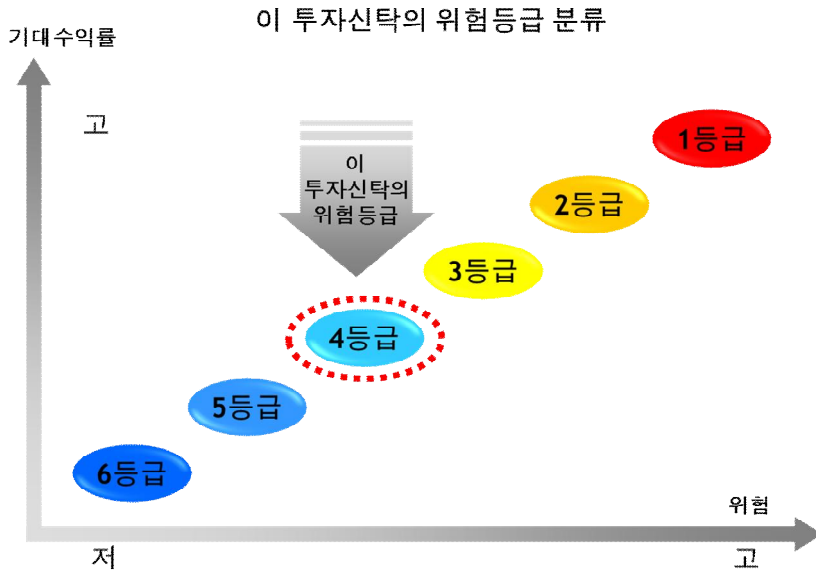 이 투자신탁의 위험등급 분류
기대수익률
고
1등급
이
투자신탁의
위험등급
2등급
3등급
4등급
5등급
6등급
위험
저
고